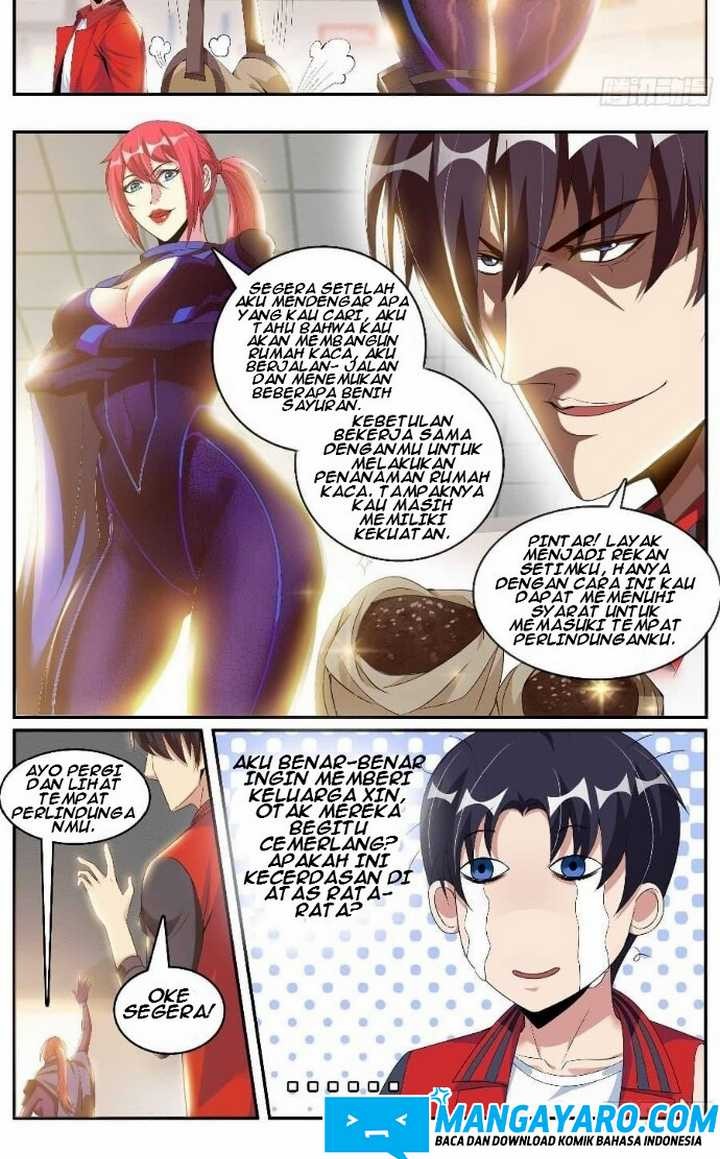 腾讯动漫
SEGERA SETELAH
AKU MENDENGAR APA
YANG KAU CARI, AKU
TAHU BAHWA KAU
AKAN MEMBANGUN
RUMAH KACA, AKU
BERJALAN- JALAN
DAN MENEMUKAN
BEBERAPA BENIH
SAYURAN.
KEBETULAN
BEKERJA SAMA
DENGANMU UNTUK
MELAKUKAN
PENANAMAN RUMAH
KACA. TAMPAKNYA
KAU MASIH
MEMILIKI
KEKUATAN.
PINTAR! LAYAK
MENJADI REKAN
SETIMKU, HANYA
DENGAN CARA INI KAU
DAPAT MEMENUHI
SYARAT UNTUK
MEMASUKI TEMPAT
PERLINDUNGANKU.
AYO PERGI
DAN LIHAT
TEMPAT
PERLINDUNGA
NMU.
OKE
SEGERA!
AKU BENAR-BENAR
INGIN MEMBERI
KELUARGA XIN,
OTAK MEREKA
BEGITU
CEMERLANG?
APAKAH INI
KECERDASAN DI
ATAS RATA-
RATA?
MANGAYARO.COM
BACA DAN DOWNLOAD KOMIK BAHASA INDONESIA